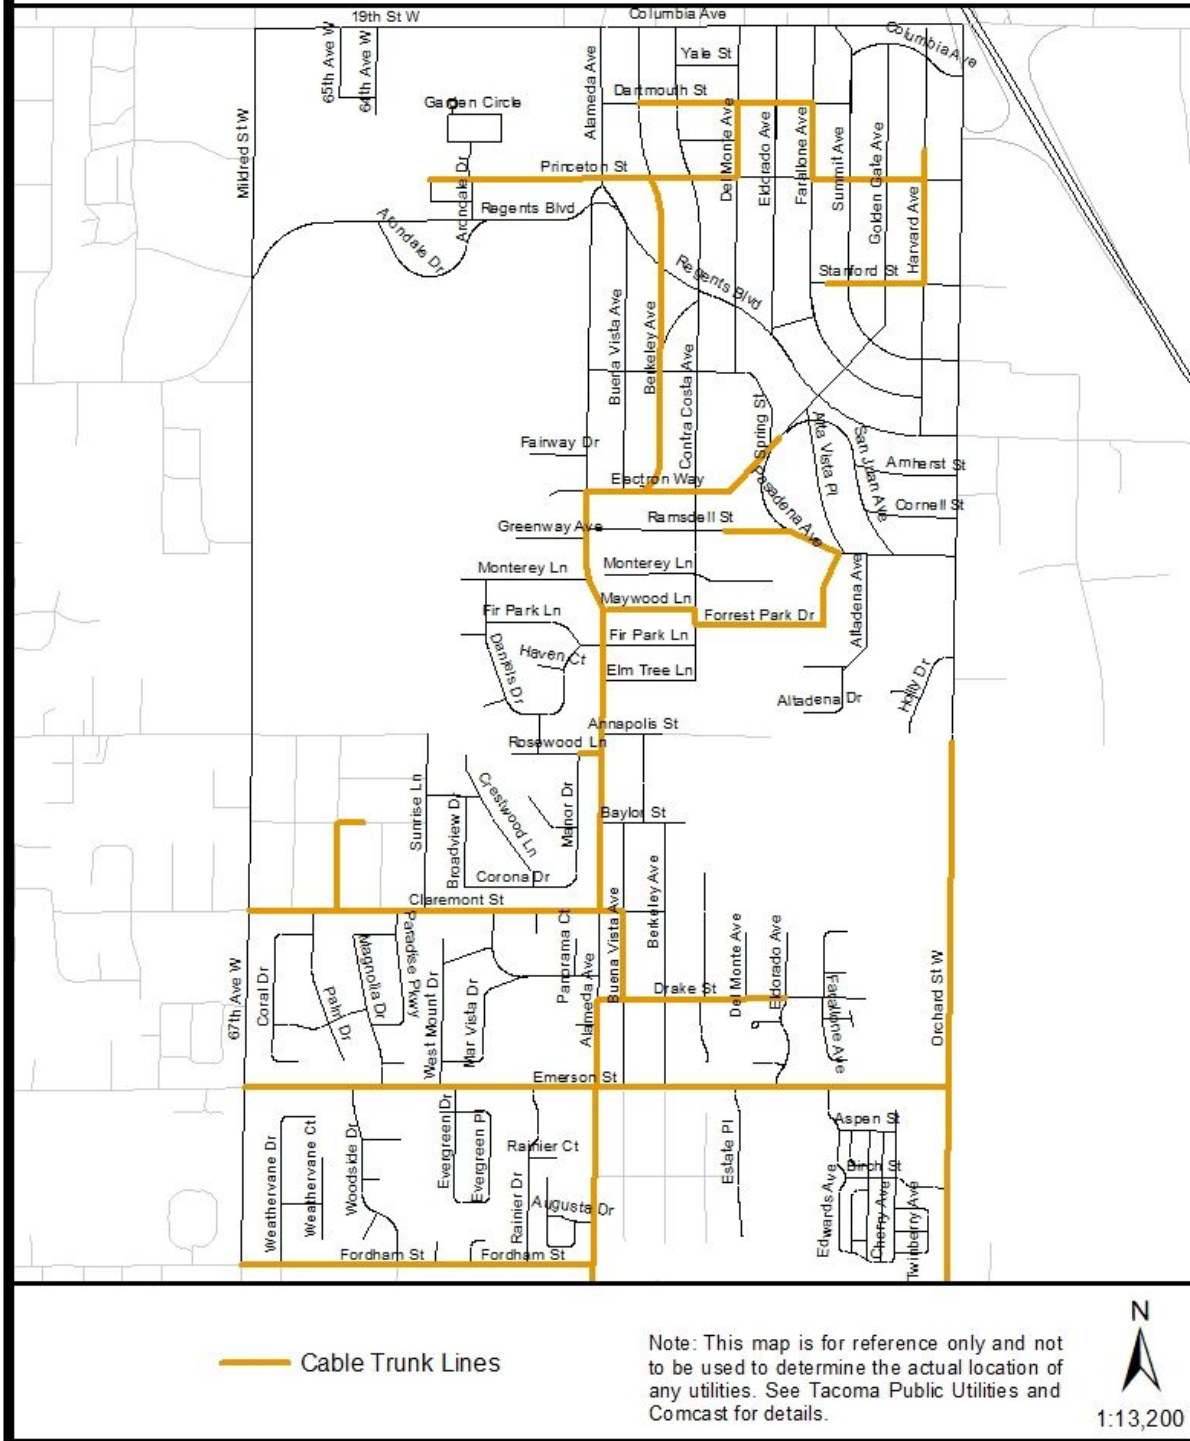 19th St W
Columbia Ave
Columbia Ave
65th Ave W
64th Ave W
Alameda Ave
Yale St
Garden Circle
Dartmouth St
Mildred St W
Del Monte Ave
Eldorado Ave
Farallone Ave
Summit Ave
Golden Gate Ave
Harvard Ave
Princeton St
Arondale Dr
Regents Blvd
Arondale Dr
Regents Blvd
Stanford St
Buena Vista Ave
Berkeley Ave
Contra Costa Ave
Spring St
Alta Vista Pl
San Juan Ave
Fairway Dr
Amherst St
Electron Way
Pasadena Ave
Cornell St
Greenway Ave
Ramsdell St
Monterey Ln
Monterey Ln
Maywood Ln
Fir Park Ln
Forrest Park Dr
Altadena Ave
Fir Park Ln
Daniels Dr
Haven Ct
Elm Tree Ln
Altadena Dr
Holly Dr
Annapolis St
Rosewood Ln
Sunrise Ln
Broadview Dr
Crestwood Ln
Manor Dr
Baylor St
Corona Dr
Claremont St
Berkeley Ave
Buena Vista Ave
Panorama Ct
Paradise Pkwy
Magnolia Dr
Palm Dr
Coral Dr
67th Ave W
West Mount Dr
Mar Vista Dr
Alameda Ave
Drake St
Del Monte Ave
Eldorado Ave
Farallone Ave
Orchard St W
Emerson St
Weathervane Dr
Weathervane Ct
Woodside Dr
Evergreen Dr
Evergreen Pl
Rainier Ct
Rainier Dr
Augusta Dr
Estate Pl
Aspen St
Birch St
Edwards Ave
Cherry Ave
Twinberry Ave
Fordham St
Fordham St
Cable Trunk Lines
Note: This map is for reference only and not
to be used to determine the actual location of
any utilities. See Tacoma Public Utilities and
Comcast for details.
N
1:13,200